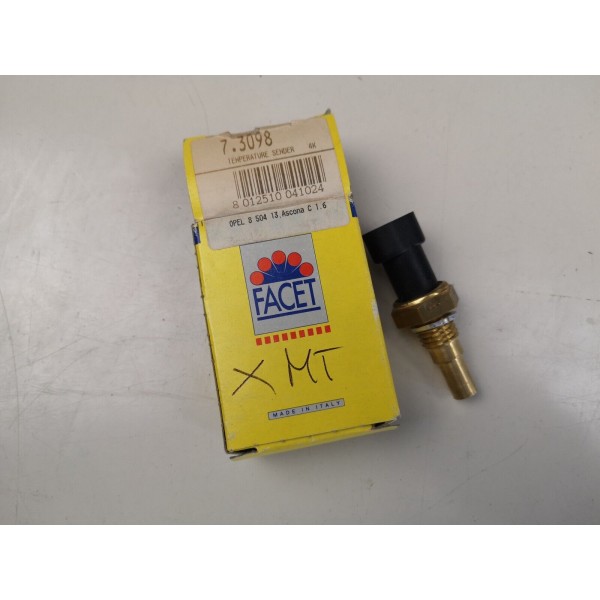 7.3098
TEMPERATURE SENDER
8 012510 041024
OPEL 8 504 13 Ascona C 1.6
FACET
X MT
MADE IN ITALY